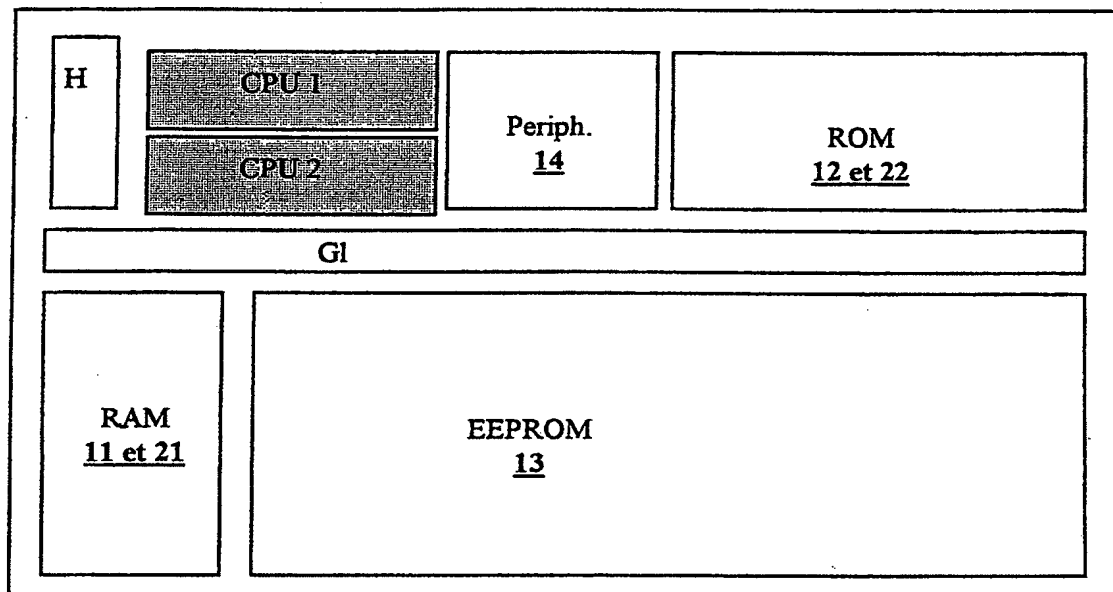 H
CPU 1
CPU 2
Periph.
14
ROM
12 et 22
Gl
RAM
11 et 21
EEPROM
13